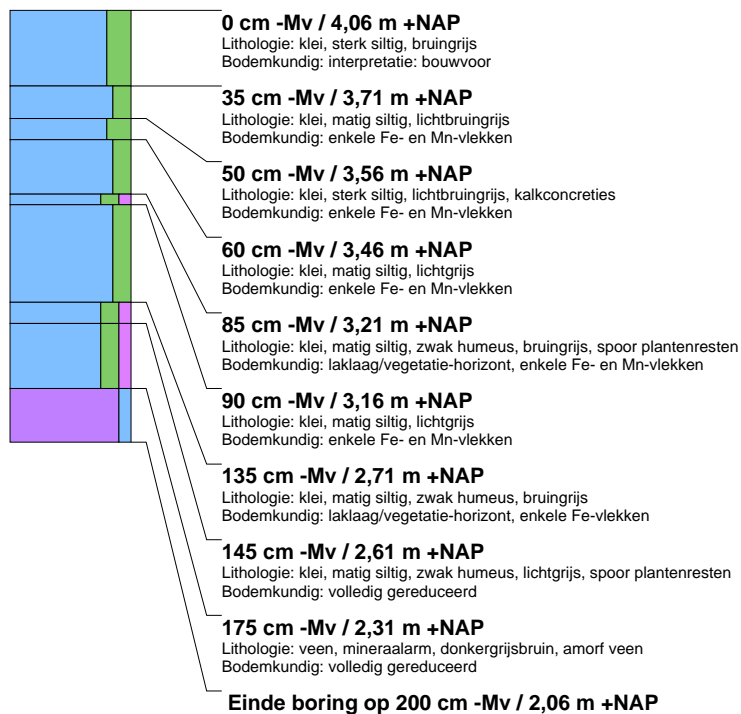 0 cm -Mv / 4,06 m +NAP
Lithologie: klei, sterk siltig, bruingrijs
Bodemkundig: interpretatie: bouwvoor
35 cm -Mv / 3,71 m +NAP
Lithologie: klei, matig siltig, lichtbruingrijs
Bodemkundig: enkele Fe- en Mn-vlekken
50 cm -Mv / 3,56 m +NAP
Lithologie: klei, sterk siltig, lichtbruingrijs, kalkconcreties
Bodemkundig: enkele Fe- en Mn-vlekken
60 cm -Mv / 3,46 m +NAP
Lithologie: klei, matig siltig, lichtgrijs
Bodemkundig: enkele Fe- en Mn-vlekken
85 cm -Mv / 3,21 m +NAP
Lithologie: klei, matig siltig, zwak humeus, bruingrijs, spoor plantenresten
Bodemkundig: laklaag/vegetatie-horizont, enkele Fe- en Mn-vlekken
90 cm -Mv / 3,16 m +NAP
Lithologie: klei, matig siltig, lichtgrijs
Bodemkundig: enkele Fe- en Mn-vlekken
135 cm -Mv / 2,71 m +NAP
Lithologie: klei, matig siltig, zwak humeus, bruingrijs
Bodemkundig: laklaag/vegetatie-horizont, enkele Fe-vlekken
145 cm -Mv / 2,61 m +NAP
Lithologie: klei, matig siltig, zwak humeus, lichtgrijs, spoor plantenresten
Bodemkundig: volledig gereduceerd
175 cm -Mv / 2,31 m +NAP
Lithologie: veen, mineraalarm, donkergrijsbruin, amorf veen
Bodemkundig: volledig gereduceerd
Einde boring op 200 cm -Mv / 2,06 m +NAP